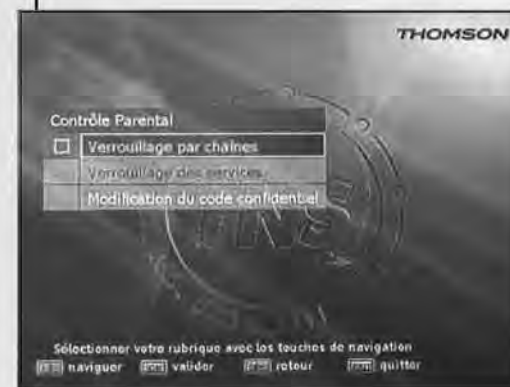 THOMSON
Contrôle Parental
Verrouillage par chaînes
Verrouillage des services
Modification du code confidentiel
Sélectionner votre rubrique avec les touches de navigation
naviguer valider retour quitter